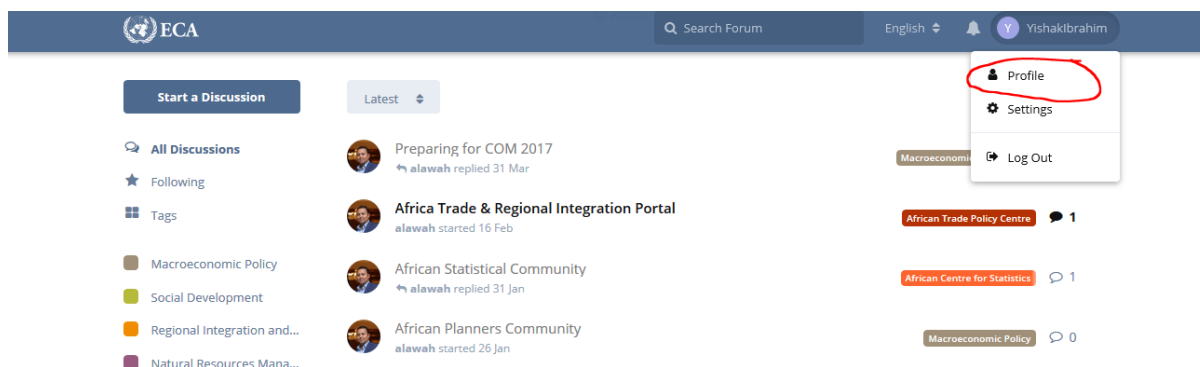 ECA
Search Forum
English
Y YishakIbrahim
Profile
Settings
Log Out
Start a Discussion
Latest
All Discussions
Following
Tags
Macroeconomic Policy
Social Development
Regional Integration and...
Natural Resources Mana...
Preparing for COM 2017
alawah replied 31 Mar
Africa Trade & Regional Integration Portal
alawah started 16 Feb
African Trade Policy Centre 1
African Statistical Community
alawah replied 31 Jan
African Centre for Statistics 1
African Planners Community
alawah started 26 Jan
Macroeconomic Policy 0